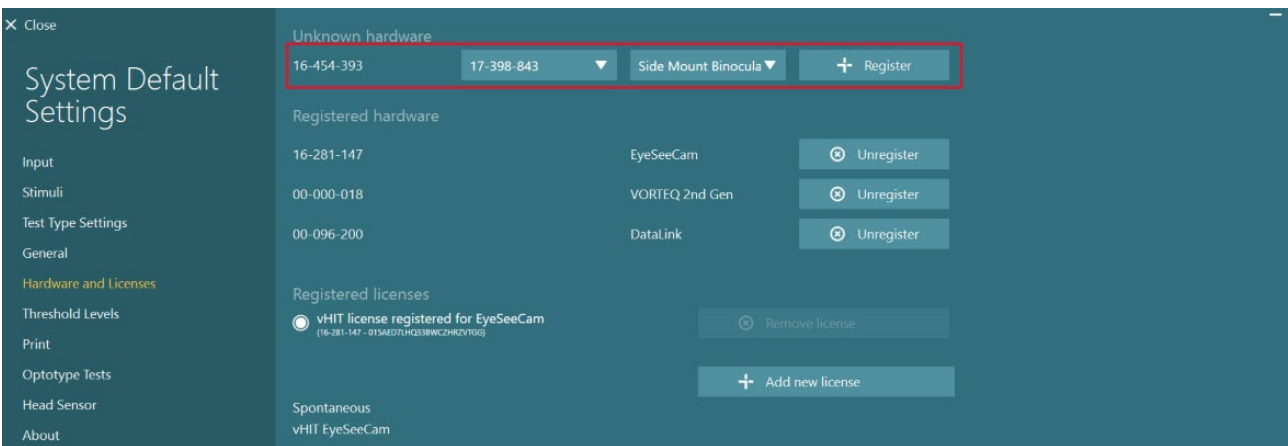 Close
System Default
Settings
Input
Stimuli
Test Type Settings
General
Hardware and Licenses
Threshold Levels
Print
Optotype Tests
Head Sensor
About
Unknown hardware
16-454-393 17-398-843 Side Mount Binocula Register
Registered hardware
16-281-147 EyeSeeCam Unregister
00-000-018 VORTEQ 2nd Gen Unregister
00-096-200 DataLink Unregister
Registered licenses
vHIT license registered for EyeSeeCam
Remove license
Add new license
Spontaneous
vHIT EyeSeeCam